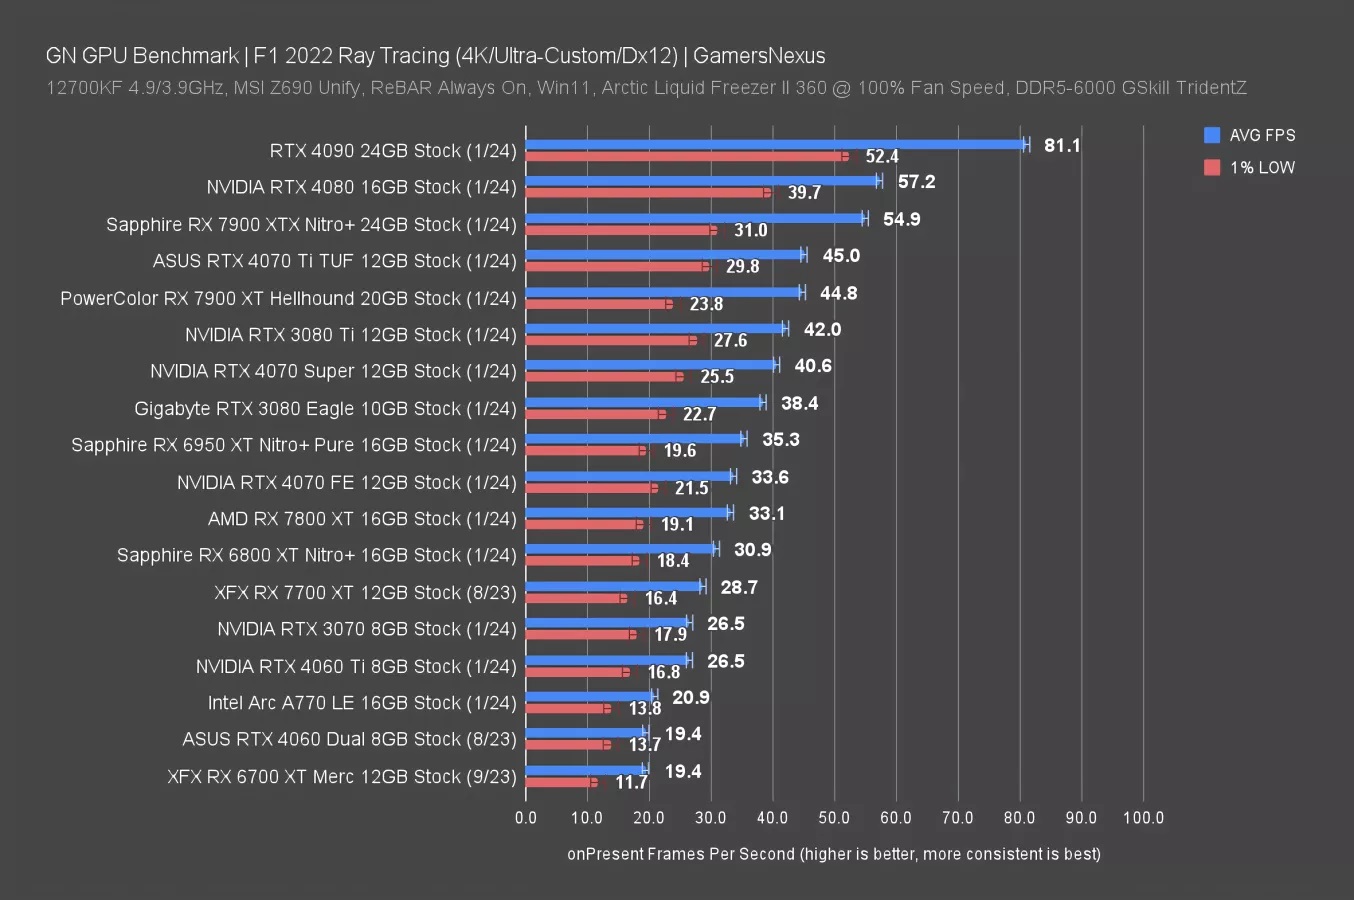 GN GPU Benchmark | F1 2022 Ray Tracing (4K/Ultra-Custom/Dx12) | GamersNexus
12700KF 4.9/3.9GHz, MSI Z690 Unify, ReBAR Always On, Win11, Arctic Liquid Freezer II 360 @ 100% Fan Speed, DDR5-6000 GSkill TridentZ
AVG FPS
1% LOW
RTX 4090 24GB Stock (1/24) 81.1
52.4
NVIDIA RTX 4080 16GB Stock (1/24) 57.2
39.7
Sapphire RX 7900 XTX Nitro+ 24GB Stock (1/24) 54.9
31.0
ASUS RTX 4070 Ti TUF 12GB Stock (1/24) 45.0
29.8
PowerColor RX 7900 XT Hellhound 20GB Stock (1/24) 44.8
23.8
NVIDIA RTX 3080 Ti 12GB Stock (1/24) 42.0
27.6
NVIDIA RTX 4070 Super 12GB Stock (1/24) 40.6
25.5
Gigabyte RTX 3080 Eagle 10GB Stock (1/24) 38.4
22.7
Sapphire RX 6950 XT Nitro+ Pure 16GB Stock (1/24) 35.3
19.6
NVIDIA RTX 4070 FE 12GB Stock (1/24) 33.6
21.5
AMD RX 7800 XT 16GB Stock (1/24) 33.1
19.1
Sapphire RX 6800 XT Nitro+ 16GB Stock (1/24) 30.9
18.4
XFX RX 7700 XT 12GB Stock (8/23) 28.7
16.4
NVIDIA RTX 3070 8GB Stock (1/24) 26.5
17.9
NVIDIA RTX 4060 Ti 8GB Stock (1/24) 26.5
16.8
Intel Arc A770 LE 16GB Stock (1/24) 20.9
13.8
ASUS RTX 4060 Dual 8GB Stock (8/23) 19.4
13.7
XFX RX 6700 XT Merc 12GB Stock (9/23) 19.4
11.7
0.0 10.0 20.0 30.0 40.0 50.0 60.0 70.0 80.0 90.0 100.0
onPresent Frames Per Second (higher is better, more consistent is best)